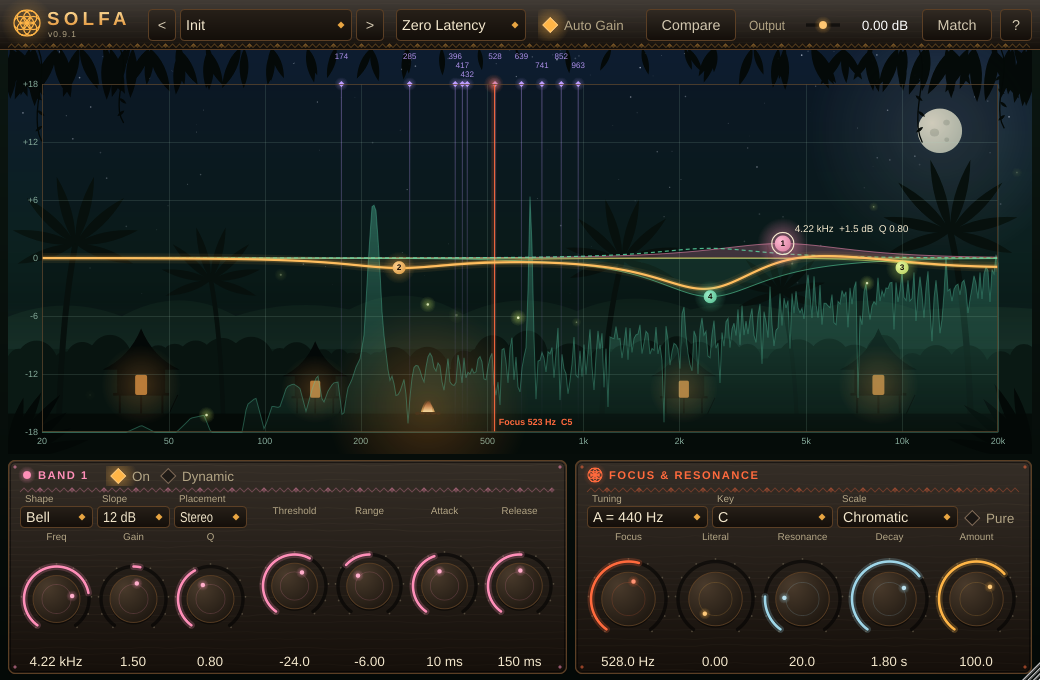 SOLFA
v0.9.1
< Init > Zero Latency Auto Gain Compare Output 0.00 dB Match ?
174 285 396 528 639 852
417 741 963
432
+18
+12
+6
0
-6
-12
-18
4.22 kHz +1.5 dB Q 0.80
1
2
3
4
Focus 523 Hz C5
20 50 100 200 500 1k 2k 5k 10k 20k
BAND 1 On Dynamic
Shape Slope Placement
Bell 12 dB Stereo
Threshold Range Attack Release
Freq Gain Q
4.22 kHz 1.50 0.80 -24.0 -6.00 10 ms 150 ms
FOCUS & RESONANCE
Tuning Key Scale
A = 440 Hz C Chromatic Pure
Focus Literal Resonance Decay Amount
528.0 Hz 0.00 20.0 1.80 s 100.0